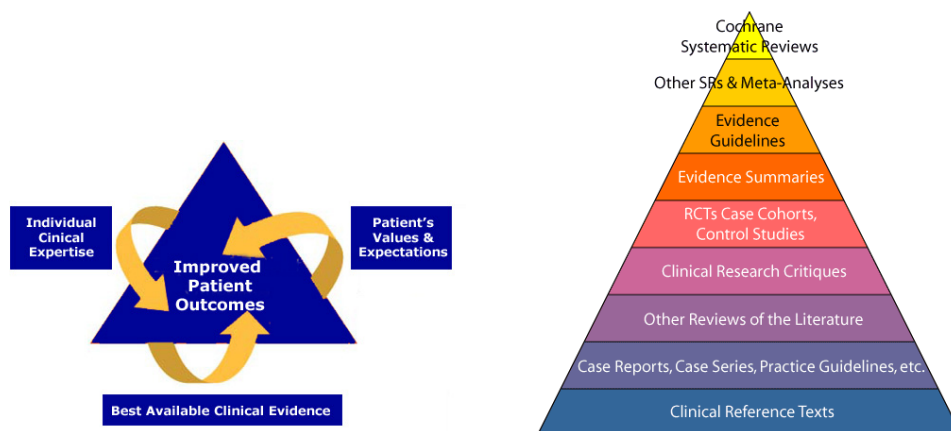 Individual
Clinical
Expertise
Patient's
Values &
Expectations
Improved
Patient
Outcomes
Best Available Clinical Evidence
Cochrane
Systematic Reviews
Other SRs & Meta-Analyses
Evidence
Guidelines
Evidence Summaries
RCTs Case Cohorts,
Control Studies
Clinical Research Critiques
Other Reviews of the Literature
Case Reports, Case Series, Practice Guidelines, etc.
Clinical Reference Texts